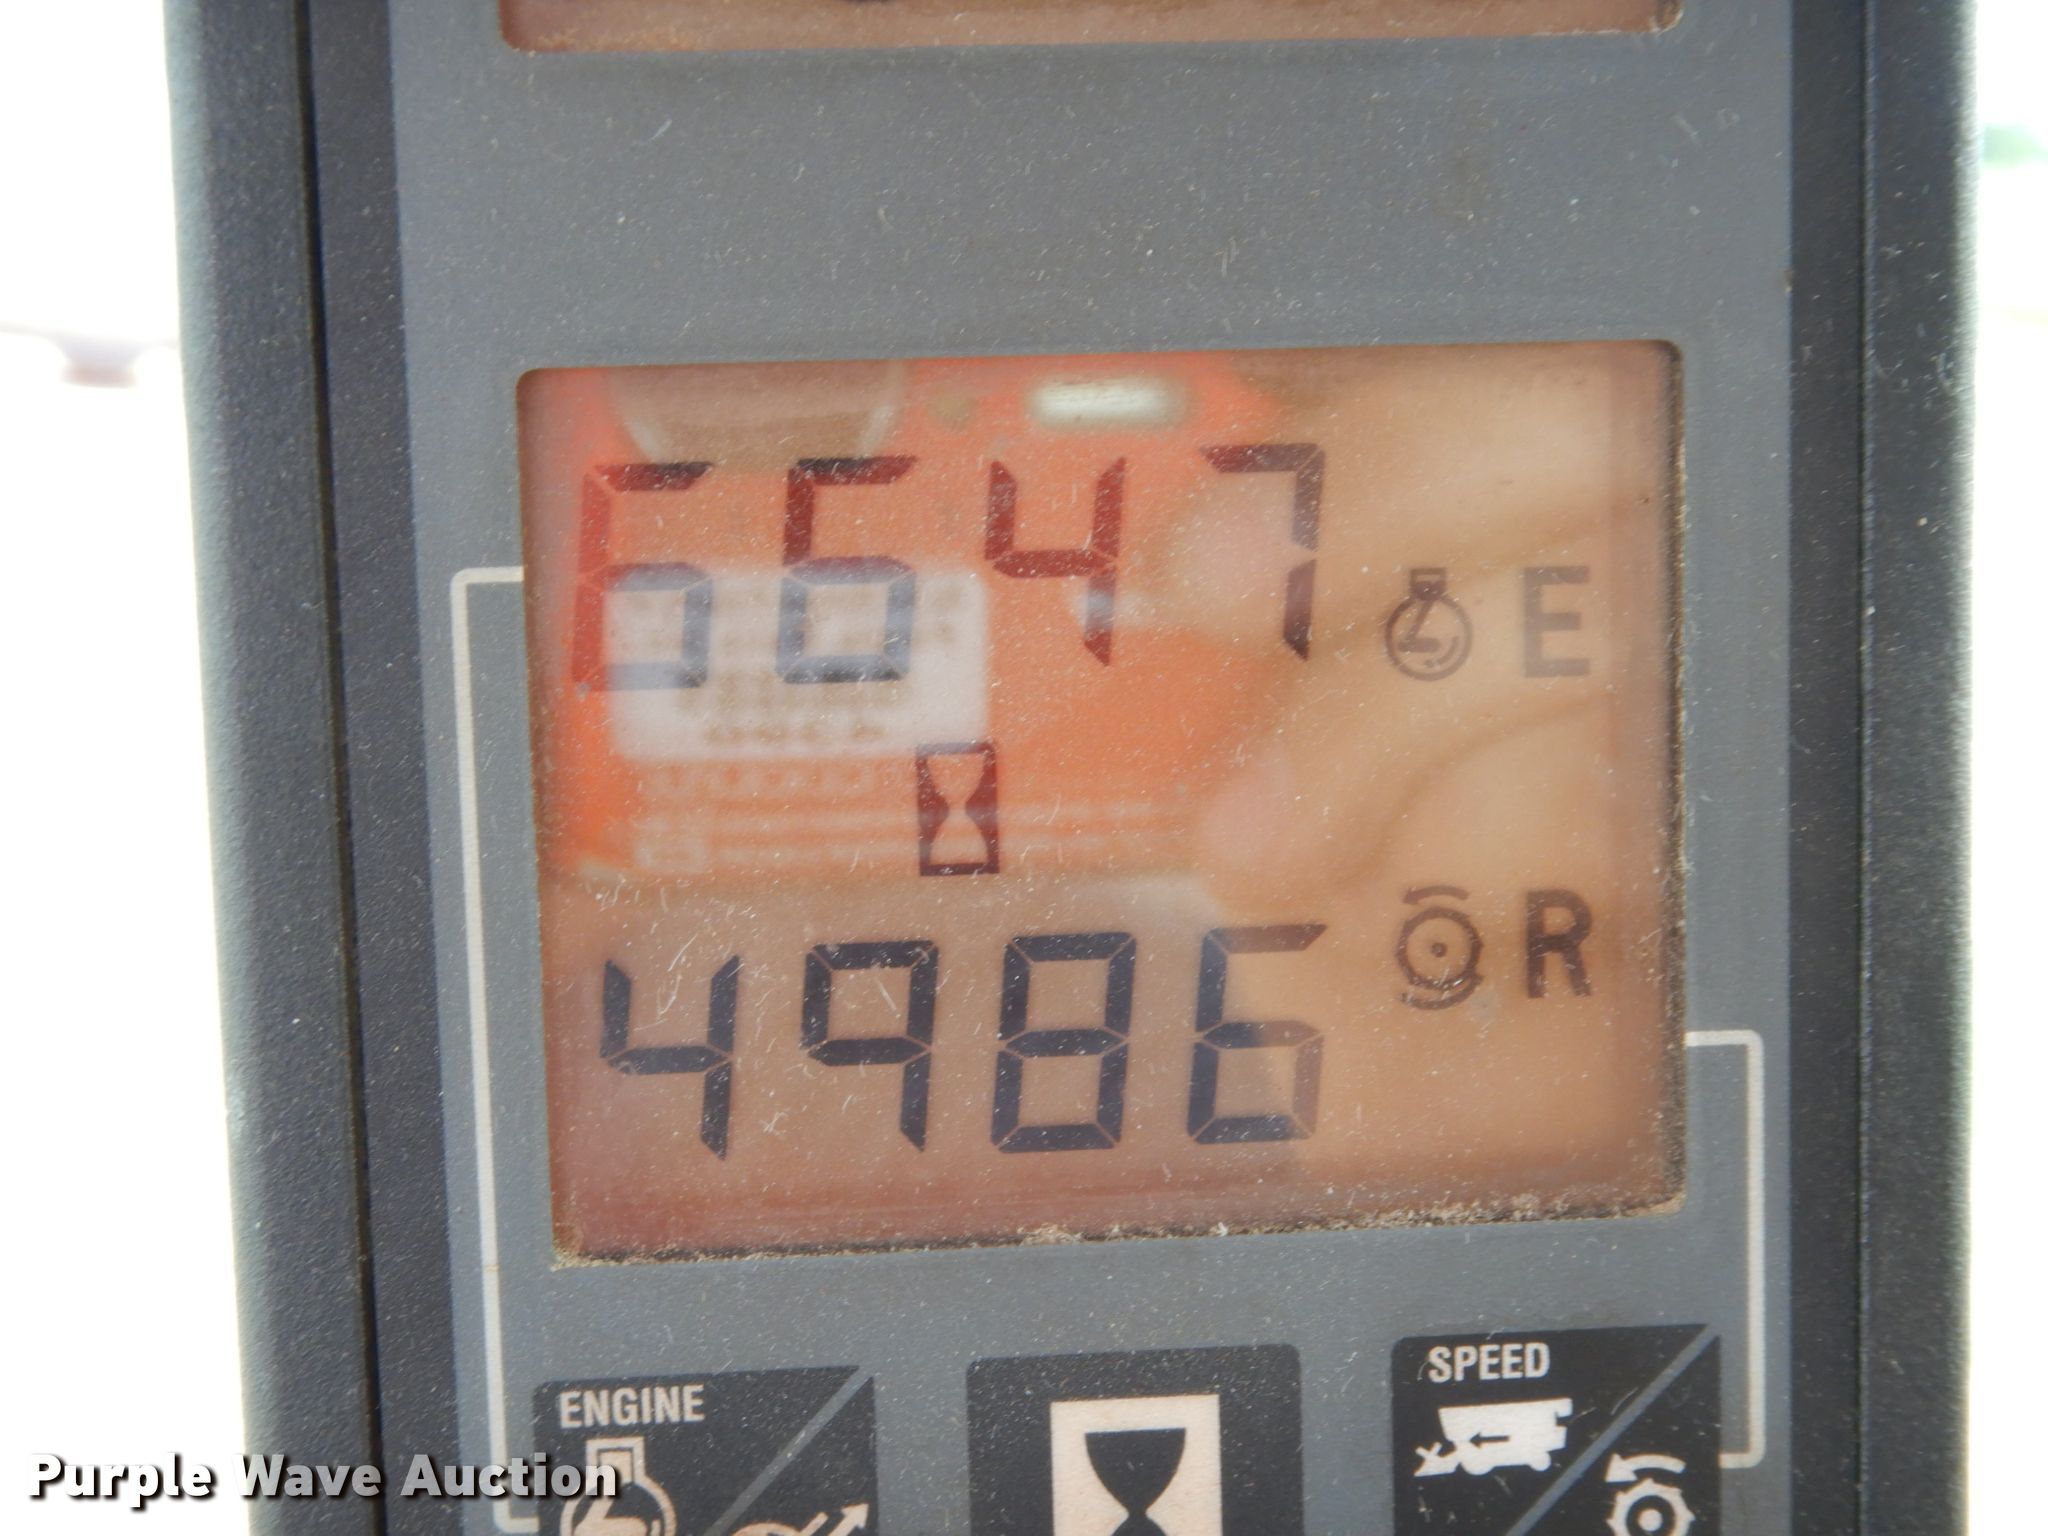 6647
E
4986
R
ENGINE
SPEED
Purple Wave Auction